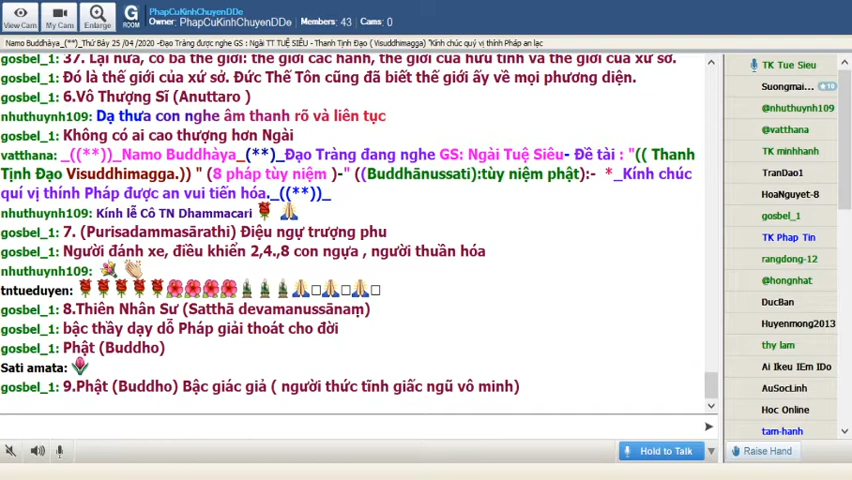 View Cam
My Cam
Enlarge
G
ROOM
PhapCuKinhChuyenDDe
Owner: PhapCuKinhChuyenDDe Members: 43 Cams: 0
Namo Buddhàya_(**)_Thứ Bảy 25 /04 /2020 -Đạo Tràng được nghe GS : Ngài TT TUỆ SIÊU - Thanh Tịnh Đạo ( Visuddhimagga) "Kính chúc quý vị thính Pháp an lạc
gosbel_1: 37. Lại nữa, có ba thế giới: thế giới các hành, thế giới của hữu tình và thế giới của xứ sở.
gosbel_1: Đó là thế giới của xứ sở. Đức Thế Tôn cũng đã biết thế giới ấy về mọi phương diện.
gosbel_1: 6.Vô Thượng Sĩ (Anuttaro )
nhuthuynh109: Dạ thưa con nghe âm thanh rõ và liên tục
gosbel_1: Không có ai cao thượng hơn Ngài
vatthana: _((**))_Namo Buddhàya_(**)_Đạo Tràng đang nghe GS: Ngài Tuệ Siêu- Đề tài : "(( Thanh
Tịnh Đạo Visuddhimagga.)) " (8 pháp tùy niệm )-" ((Buddhānussati):tùy niệm phật):- *_Kính chúc
quí vị thính Pháp được an vui tiến hóa._((**))_
nhuthuynh109: Kính lễ Cô TN Dhammacari
gosbel_1: 7. (Purisadammasārathi) Điệu ngự trượng phu
gosbel_1: Người đánh xe, điều khiển 2,4.,8 con ngựa , người thuần hóa
nhuthuynh109:
tntueduyen:
gosbel_1: 8.Thiên Nhân Sư (Satthā devamanussānaṃ)
gosbel_1: bậc thầy dạy dỗ Pháp giải thoát cho đời
gosbel_1: Phật (Buddho)
Sati amata:
gosbel_1: 9.Phật (Buddho) Bậc giác giả ( người thức tĩnh giấc ngũ vô minh)
Hold to Talk
TK Tue Sieu
Suongmai... 10
@nhuthuynh109
@vatthana
TK minhhanh
TranDao1
HoaNguyet-8
gosbel_1
TK Phap Tin
rangdong-12
@hongnhat
DucBan
Huyenmong2013
thy lam
Ai lkeu IEm IDo
AuSocLinh
Hoc Online
tam-hanh
Raise Hand